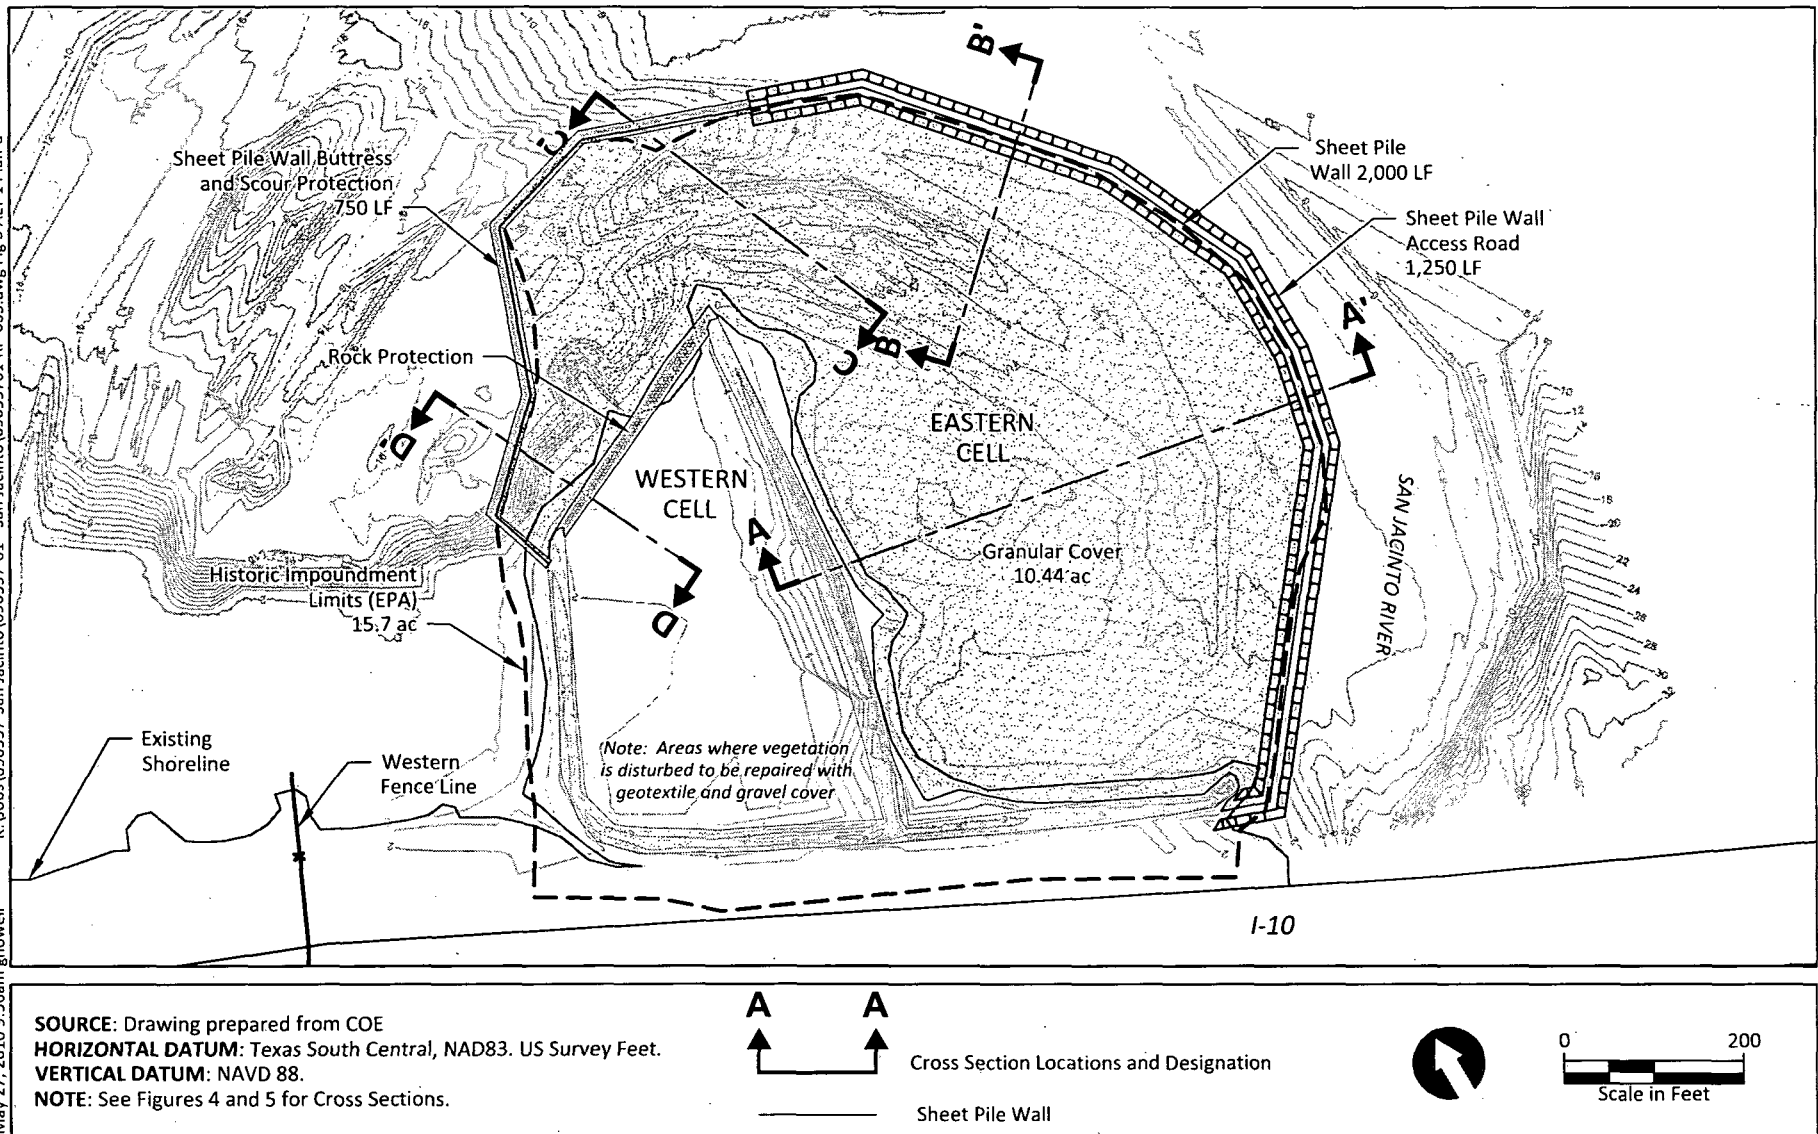 B'
C'
Sheet Pile Wall Buttress
and Scour Protection
750 LF
Sheet Pile
Wall 2,000 LF
Sheet Pile Wall
Access Road
1,250 LF
A'
Rock Protection
C
B
D'
EASTERN
CELL
WESTERN
CELL
A
SAN JACINTO RIVER
Granular Cover
10.44 ac
Historic Impoundment
Limits (EPA)
15.7 ac
D
Existing
Shoreline
Western
Fence Line
Note: Areas where vegetation
is disturbed to be repaired with
geotextile and gravel cover
I-10
A A
SOURCE: Drawing prepared from COE
HORIZONTAL DATUM: Texas South Central, NAD83. US Survey Feet.
VERTICAL DATUM: NAVD 88.
NOTE: See Figures 4 and 5 for Cross Sections.
Cross Section Locations and Designation
Sheet Pile Wall
0 200
Scale in Feet